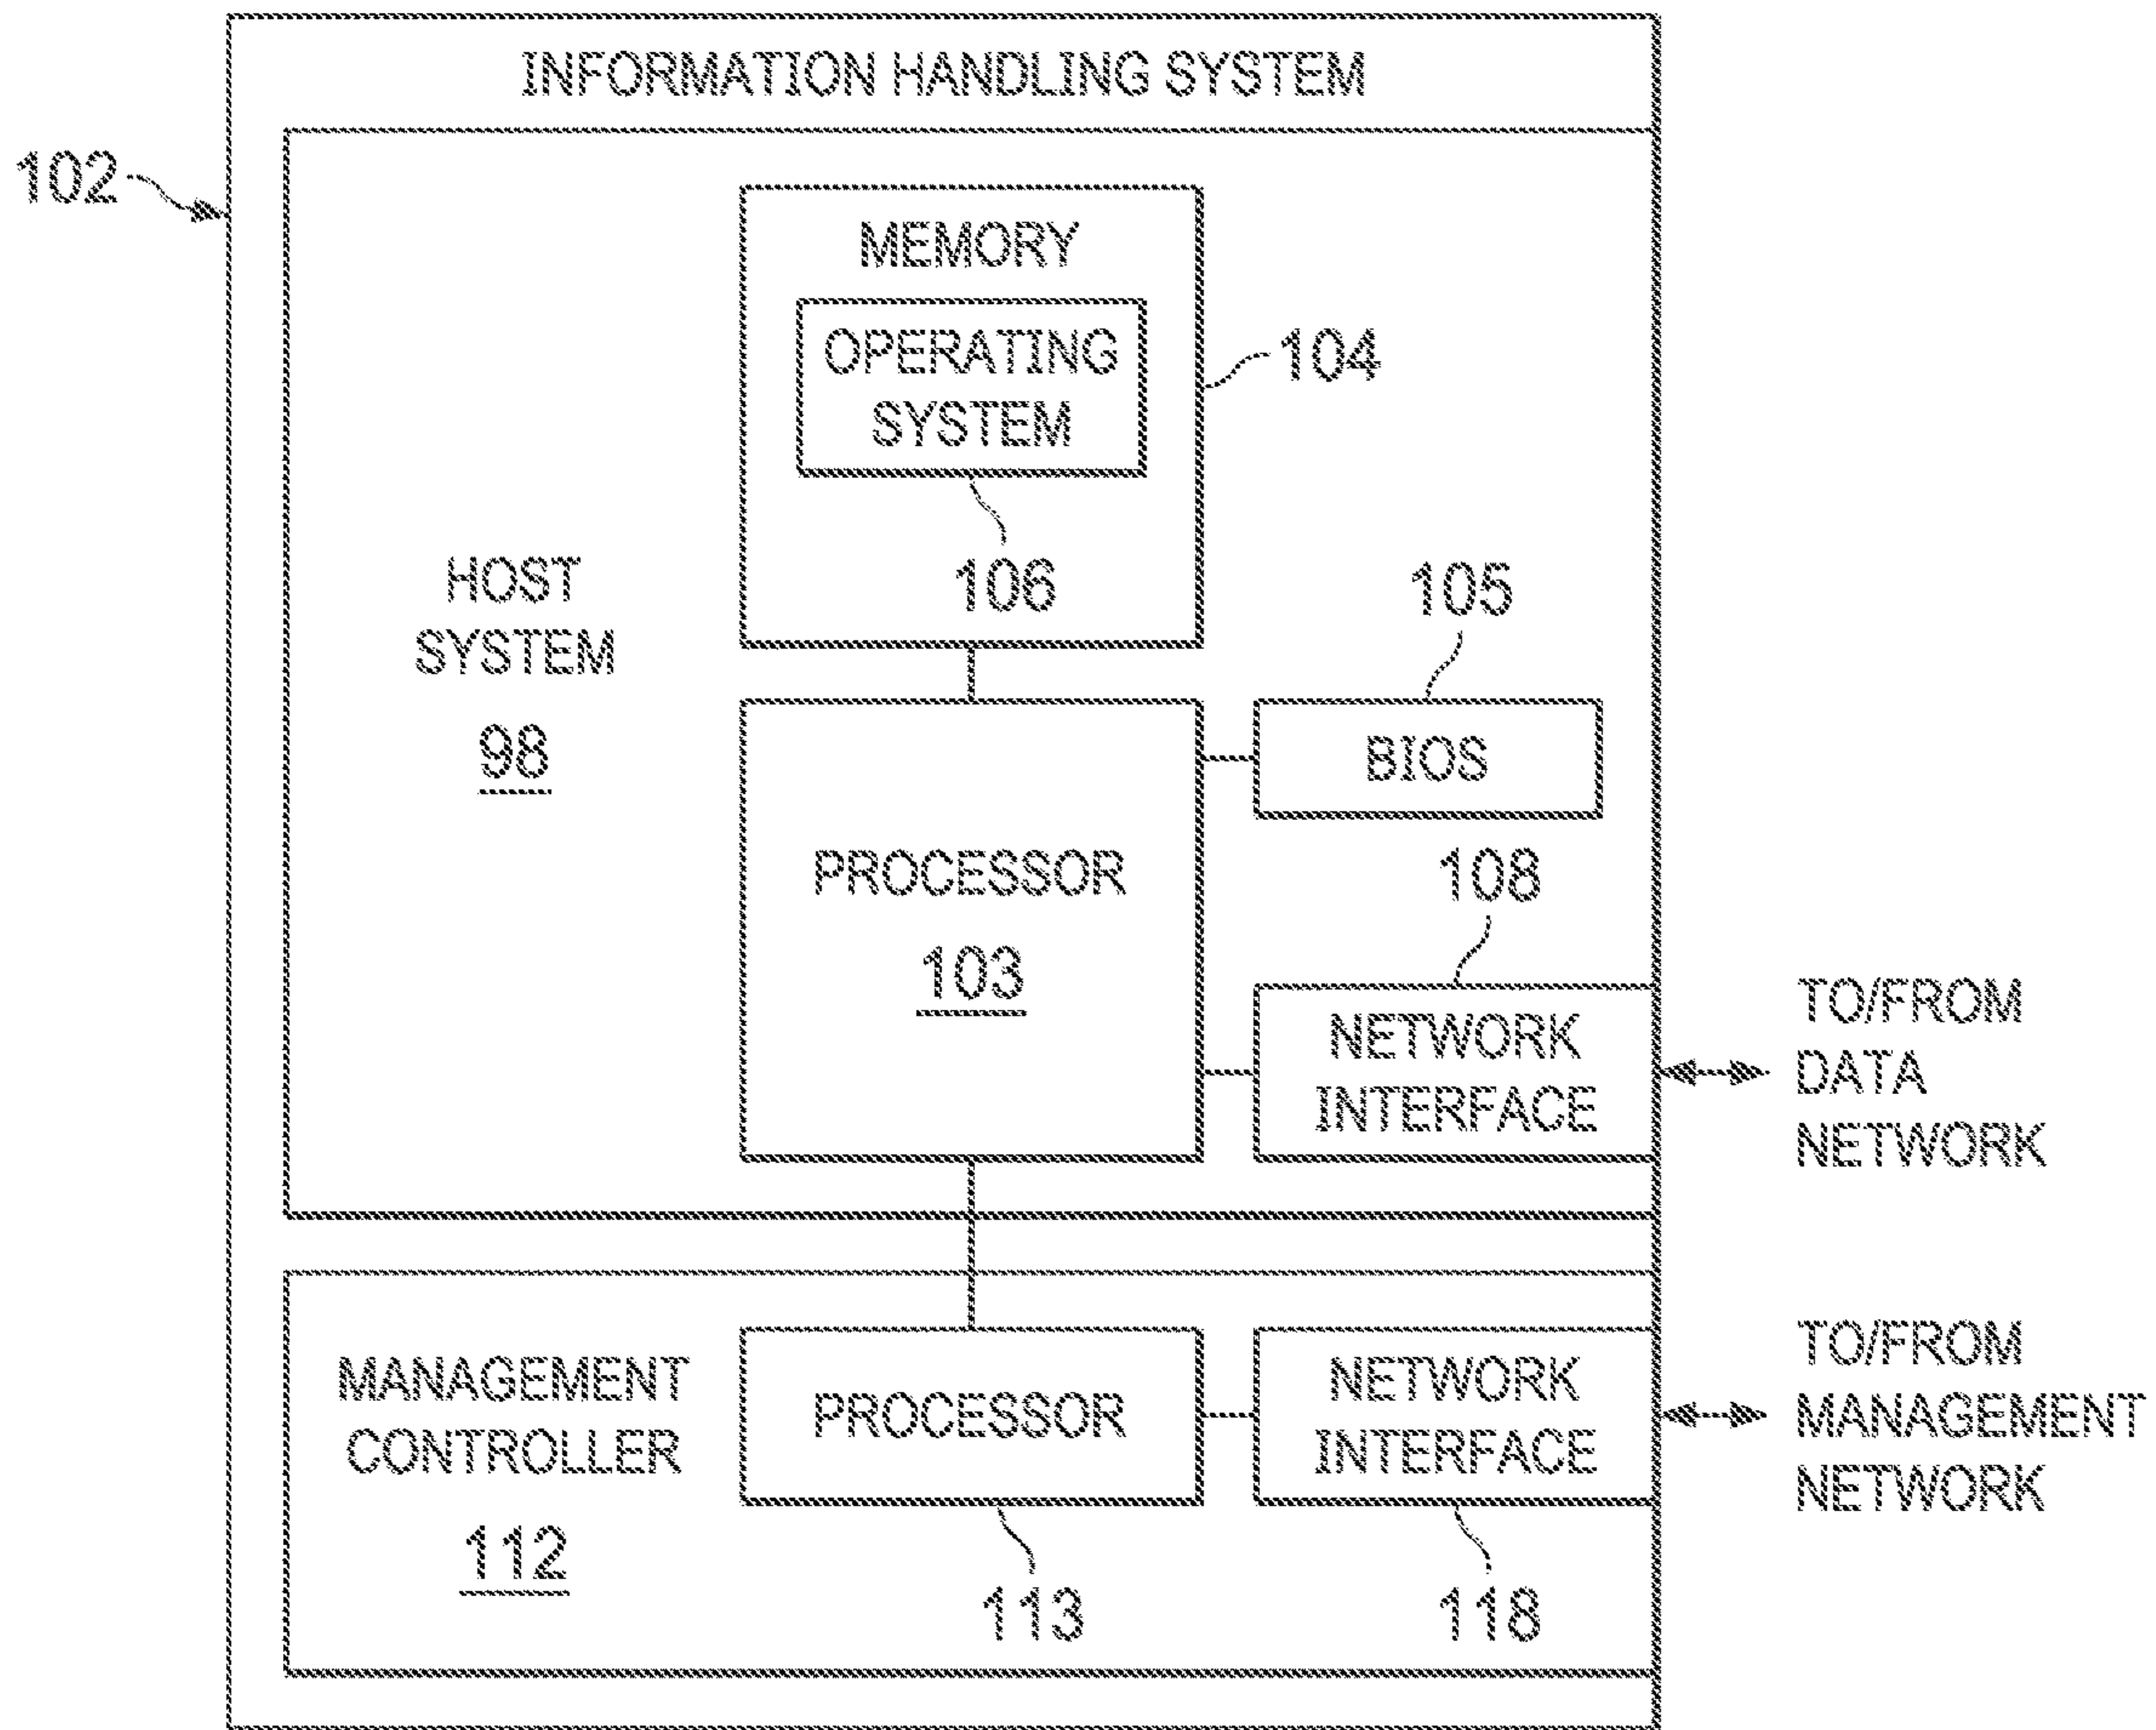 INFORMATION HANDLING SYSTEM
102
MEMORY
OPERATING
SYSTEM
104
106
HOST
SYSTEM
98
105
BIOS
PROCESSOR
103
108
NETWORK
INTERFACE
TO/FROM
DATA
NETWORK
MANAGEMENT
CONTROLLER
112
PROCESSOR
113
NETWORK
INTERFACE
118
TO/FROM
MANAGEMENT
NETWORK